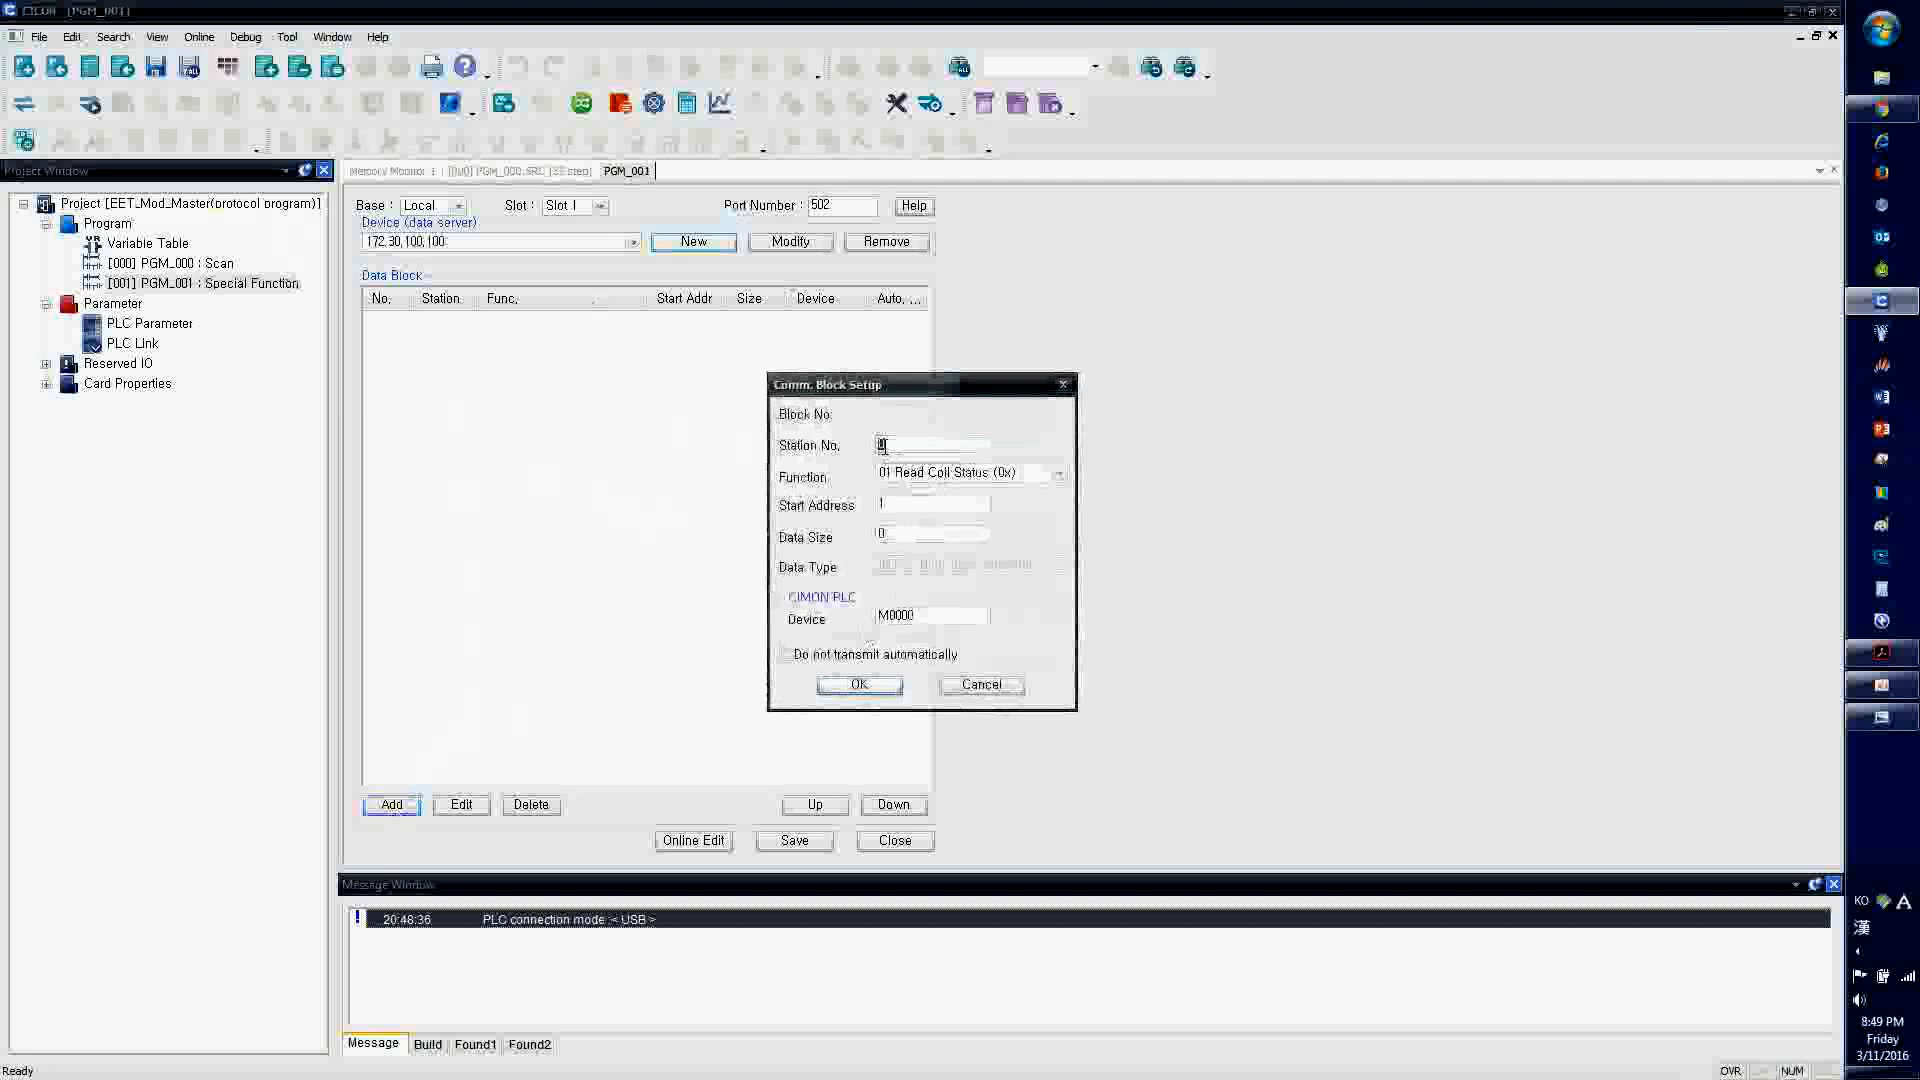 CICON [PGM_001]
File Edit Search View Online Debug Tool Window Help
Project Window
Project [EET_Mod_Master(protocol program)]
Program
Variable Table
[000] PGM_000 : Scan
[001] PGM_001 : Special Function
Parameter
PLC Parameter
PLC Link
Reserved IO
Card Properties
PGM_001
Base : Local Slot : Slot 1 Port Number : 502 Help
Device (data server)
172.30.100.100: New Modify Remove
Data Block
No. Station Func. Start Addr Size Device Auto. ...
Comm. Block Setup
Block No.
Station No.
Function 01 Read Coil Status (0x)
Start Address 1
Data Size 0
Data Type
CIMON PLC
Device M0000
Do not transmit automatically
OK Cancel
Add Edit Delete Up Down
Online Edit Save Close
Message Window
20:48:36 PLC connection mode :< USB >
Message Build Found1 Found2
Ready
OVR NUM
KO A
漢
8:49 PM
Friday
3/11/2016